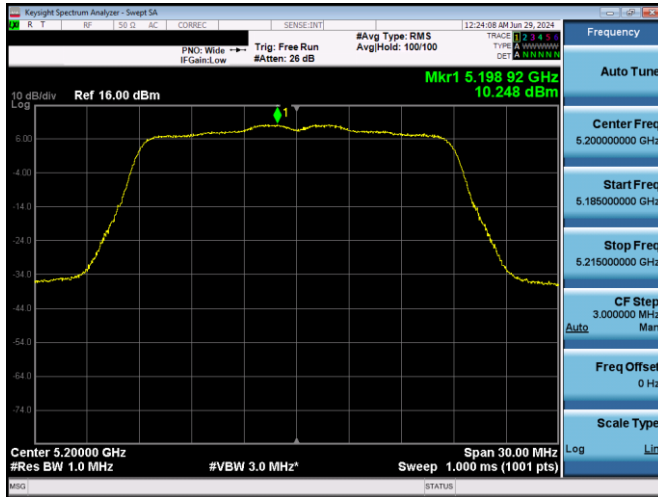 Keysight Spectrum Analyzer - Swept SA
LXI R T RF 50 Ω AC CORREC SENSE:INT 12:24:08 AM Jun 29, 2024
PNO: Wide
IFGain:Low
Trig: Free Run
#Atten: 26 dB
#Avg Type: RMS
Avg|Hold: 100/100
TRACE 1 2 3 4 5 6
TYPE A WWWWW
DET A N N N N N
Mkr1 5.198 92 GHz
10.248 dBm
10 dB/div Ref 16.00 dBm
Log
1
6.00
-4.00
-14.0
-24.0
-34.0
-44.0
-54.0
-64.0
-74.0
Center 5.20000 GHz Span 30.00 MHz
#Res BW 1.0 MHz #VBW 3.0 MHz* Sweep 1.000 ms (1001 pts)
MSG STATUS
Frequency
Auto Tune
Center Freq
5.200000000 GHz
Start Freq
5.185000000 GHz
Stop Freq
5.215000000 GHz
CF Step
3.000000 MHz
Auto Man
Freq Offset
0 Hz
Scale Type
Log Lin